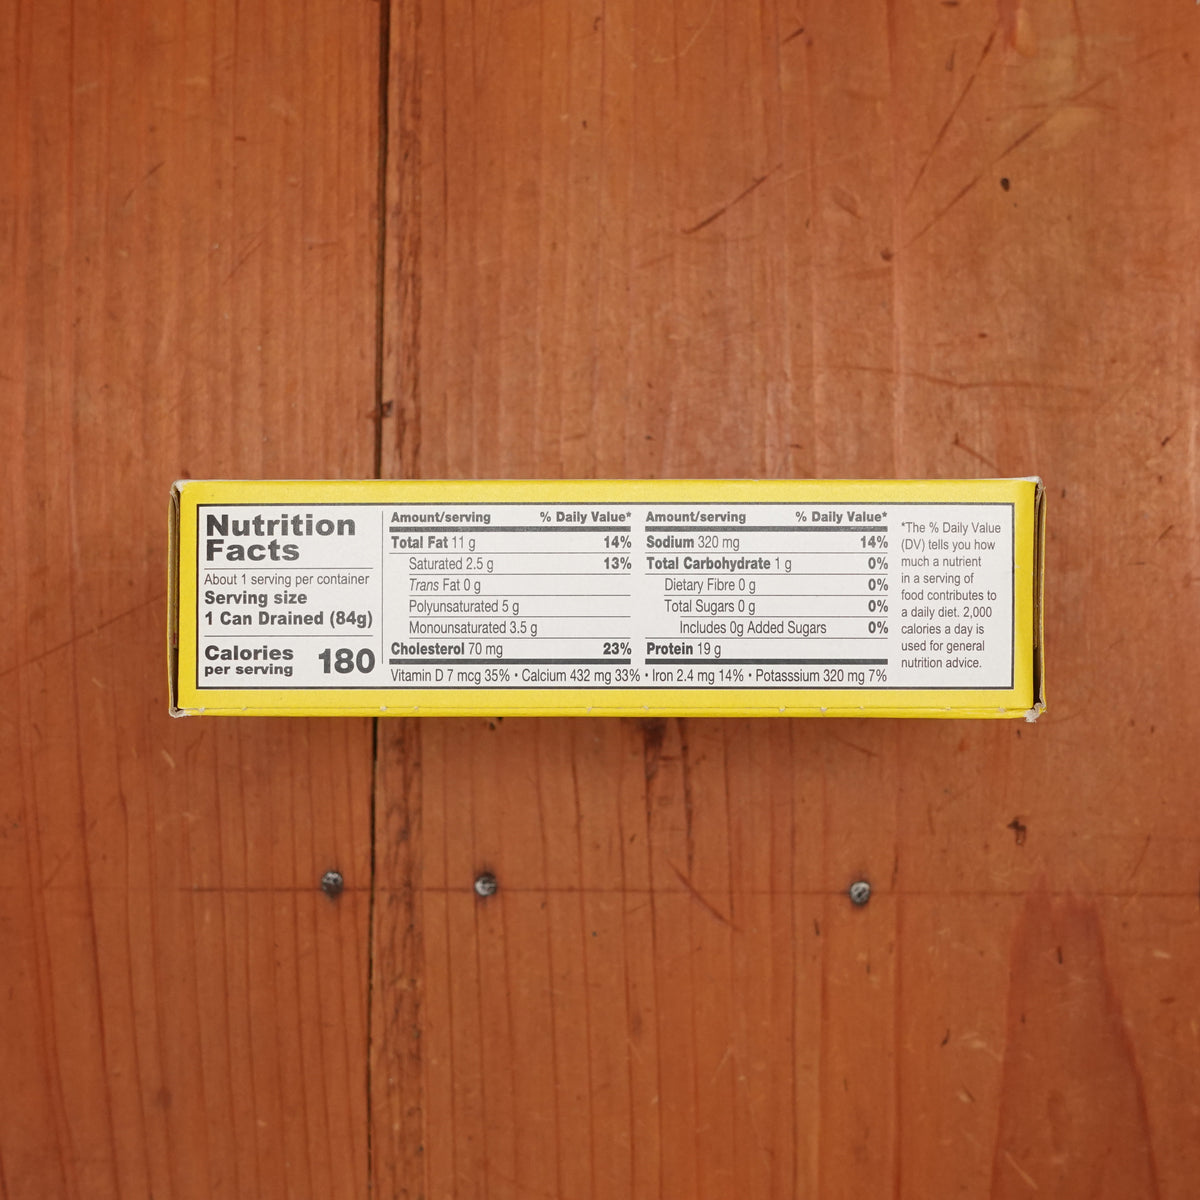 Nutrition
Facts
About 1 serving per container
Serving size
1 Can Drained (84g)
Calories
per serving
180
Amount/serving % Daily Value*
Total Fat 11 g 14%
Saturated 2.5 g 13%
Trans Fat 0 g
Polyunsaturated 5 g
Monounsaturated 3.5 g
Cholesterol 70 mg 23%
Amount/serving % Daily Value*
Sodium 320 mg 14%
Total Carbohydrate 1 g 0%
Dietary Fibre 0 g 0%
Total Sugars 0 g 0%
Includes 0g Added Sugars 0%
Protein 19 g
Vitamin D 7 mcg 35% • Calcium 432 mg 33% • Iron 2.4 mg 14% • Potasssium 320 mg 7%
*The % Daily Value
(DV) tells you how
much a nutrient
in a serving of
food contributes to
a daily diet. 2,000
calories a day is
used for general
nutrition advice.